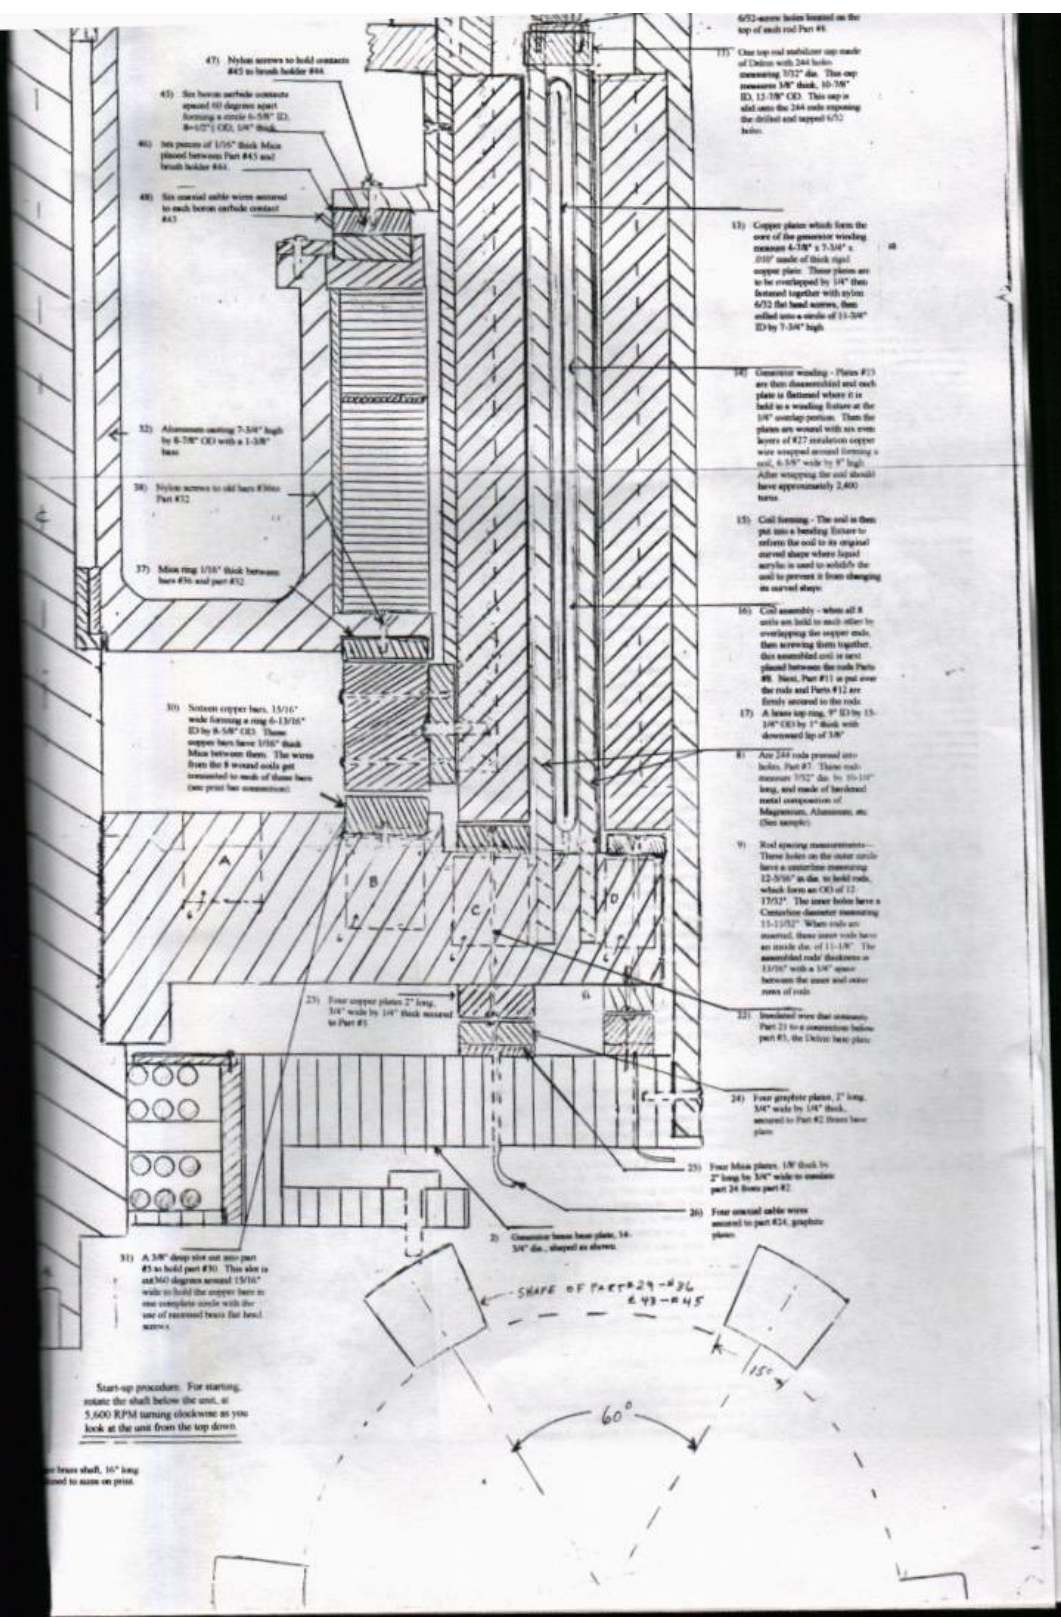 6/32-screw holes located on the
top of each rod Part #8.
47) Nylon screws to hold contacts
#45 to brush holder #44
45) Six boron carbide contacts
spaced 60 degrees apart
forming a circle 6-5/8" ID,
8-1/2") OD, 1/4" thick
46) Six pieces of 1/16" thick Mica
placed between Part #45 and
brush holder #44.
48) Six coaxial cable wires secured
to each boron carbide contact
#45
32) Aluminum casting 7-3/4" high
by 8-7/8" OD with a 1-3/8"
base
38) Nylon screws to old bars #36to
Part #32
37) Mica ring 1/16" thick between
bars #36 and part #32
30) Sixteen copper bars, 15/16"
wide forming a ring 6-13/16"
ID by 8-5/8" OD. These
copper bars have 1/16" thick
Mica between them. The wires
from the 8 wound coils get
connected to each of these bars
(see print bar connection)
A
B
C
D
6
6
6
6
23) Four copper plates 2" long,
3/4" wide by 1/4" thick secured
to Part #5
31) A 3/8" deep slot cut into part
#5 to hold part #30. This slot is
cut360 degrees around 15/16"
wide to hold the copper bars in
one complete circle with the
use of recessed brass flat head
screws.
Start-up procedure. For starting,
rotate the shaft below the unit, at
5,600 RPM turning clockwise as you
look at the unit from the top down
brass shaft, 16" long
to sizes on print.
One top rod stabilizer cap made
of Delrin with 244 holes
measuring 7/32" dia. This cap
measures 3/8" thick, 10-7/8"
ID, 13-7/8" OD. This cap is
slid onto the 244 rods exposing
the drilled and tapped 6/32
holes.
13) Copper plates which form the
core of the generator winding
measure 4-7/8" x 7-3/4" x
.010" made of thick rigid
copper plate. These plates are
to be overlapped by 1/4" then
fastened together with nylon
6/32 flat head screws, then
rolled into a circle of 11-3/4"
ID by 7-3/4" high.
14) Generator winding - Plates #13
are then disassembled and each
plate is flattened where it is
held in a winding fixture at the
1/4" overlap portion. Then the
plates are wound with six even
layers of #27 insulation copper
wire wrapped around forming a
coil, 6-3/8" wide by 8" high.
After wrapping the coil should
have approximately 2,400
turns.
15) Coil forming - The coil is then
put into a bending fixture to
reform the coil to its original
curved shape where liquid
acrylic is used to solidify the
coil to prevent it from changing
its curved shape.
16) Coil assembly - when all 8
coils are held to each other by
overlapping the copper ends,
then screwing them together,
this assembled coil is next
placed between the rods Parts
#8. Next, Part #11 is put over
the rods and Parts #12 are
firmly secured to the rods.
17) A brass top ring, 9" ID by 15-
1/4" OD by 1" thick with
downward lap of 3/8"
8) Are 244 rods pressed into
holes, Part #7. These rods
measure 7/32" dia. by 10-1/4"
long, and made of hardened
metal composition of
Magnesium, Aluminum, etc.
(See sample)
9) Rod spacing measurements—
These holes on the outer circle
have a centerline measuring
12-5/16" in dia. to hold rods,
which form an OD of 12-
17/32". The inner holes have a
Centerline diameter measuring
11-11/32". When rods are
inserted, these inner rods have
an inside dia. of 11-1/8". The
assembled rods' thickness is
13/16" with a 1/4" space
between the inner and outer
rows of rods.
22) Insulated wire that connects
Part 21 to a connection below
part #5, the Delrin base plate
24) Four graphite plates, 2" long,
3/4" wide by 1/4" thick,
secured to Part #2 Brass base
plate
25) Four Mica plates, 1/8' thick by
2" long by 3/4" wide to insulate
part 24 from part #2
26) Four coaxial cable wires
secured to part #24, graphite
plates.
2) Generator brass base plate, 14-
3/4" dia., shaped as shown.
SHAPE OF PART #29-#36
#43-#45
15°
60°